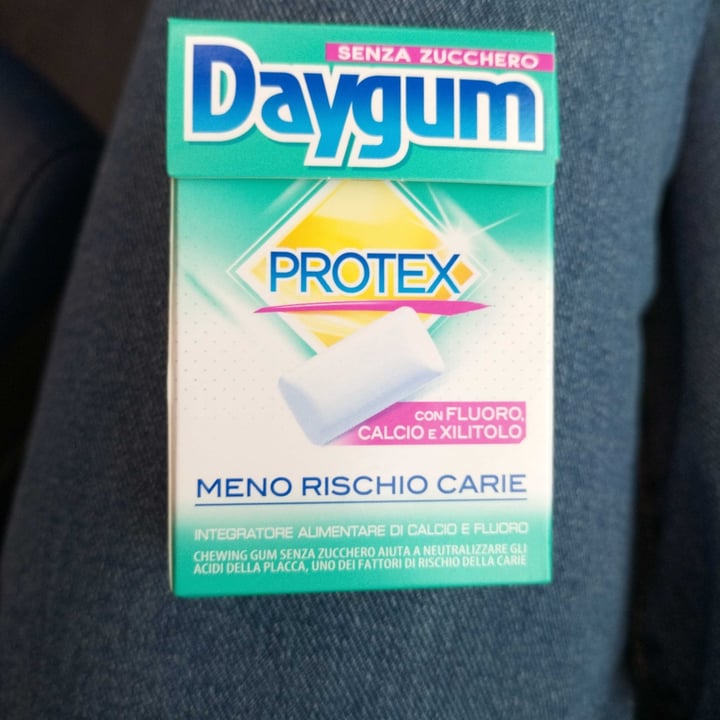 SENZA ZUCCHERO
Daygum
PROTEX
CON FLUORO,
CALCIO E XILITOLO
MENO RISCHIO CARIE
INTEGRATORE ALIMENTARE DI CALCIO E FLUORO
CHEWING GUM SENZA ZUCCHERO AIUTA A NEUTRALIZZARE GLI
ACIDI DELLA PLACCA, UNO DEI FATTORI DI RISCHIO DELLA CARIE